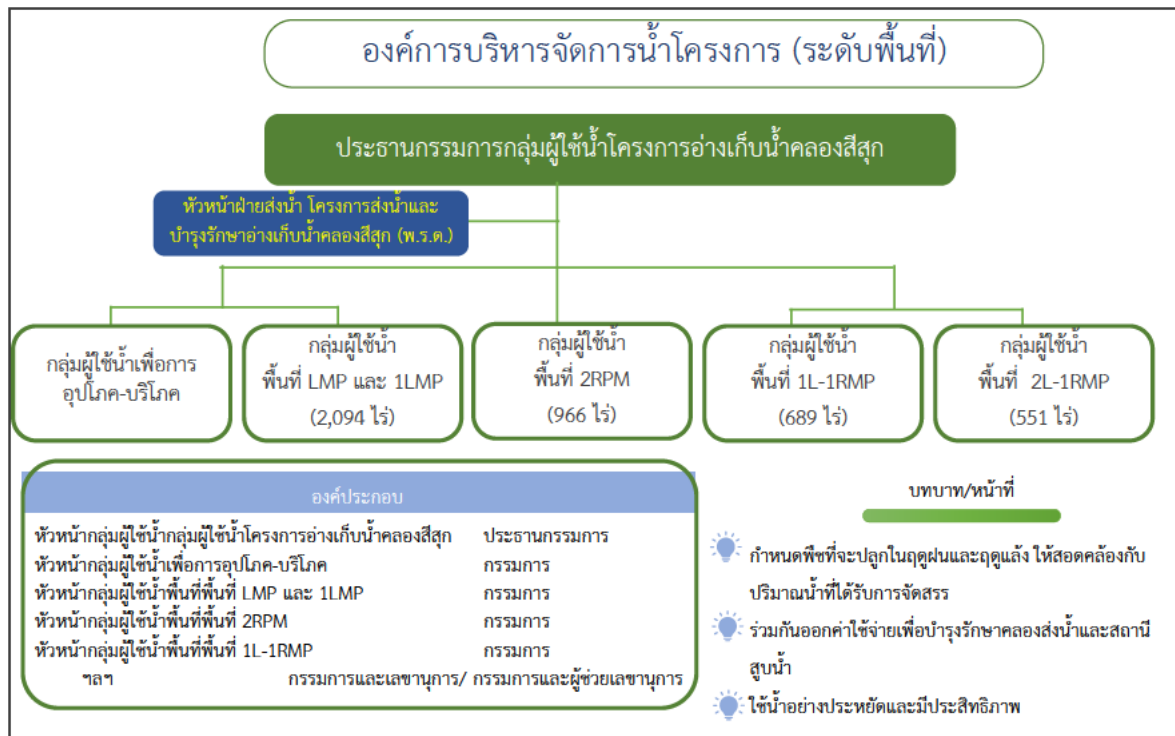 องค์การบริหารจัดการน้ำโครงการ (ระดับพื้นที่)
ประธานกรรมการกลุ่มผู้ใช้น้ำโครงการอ่างเก็บน้ำคลองสีสุก
หัวหน้าฝ่ายส่งน้ำ โครงการส่งน้ำและ
บำรุงรักษาอ่างเก็บน้ำคลองสีสุก (พ.ร.ด.)
กลุ่มผู้ใช้น้ำเพื่อการ
อุปโภค-บริโภค
กลุ่มผู้ใช้น้ำ
พื้นที่ LMP และ 1LMP
(2,094 ไร่)
กลุ่มผู้ใช้น้ำ
พื้นที่ 2RPM
(966 ไร่)
กลุ่มผู้ใช้น้ำ
พื้นที่ 1L-1RMP
(689 ไร่)
กลุ่มผู้ใช้น้ำ
พื้นที่ 2L-1RMP
(551 ไร่)
องค์ประกอบ
หัวหน้ากลุ่มผู้ใช้น้ำกลุ่มผู้ใช้น้ำโครงการอ่างเก็บน้ำคลองสีสุก ประธานกรรมการ
หัวหน้ากลุ่มผู้ใช้น้ำเพื่อการอุปโภค-บริโภค กรรมการ
หัวหน้ากลุ่มผู้ใช้น้ำพื้นที่พื้นที่ LMP และ 1LMP กรรมการ
หัวหน้ากลุ่มผู้ใช้น้ำพื้นที่พื้นที่ 2RPM กรรมการ
หัวหน้ากลุ่มผู้ใช้น้ำพื้นที่พื้นที่ 1L-1RMP กรรมการ
ฯลฯ กรรมการและเลขานุการ/ กรรมการและผู้ช่วยเลขานุการ
บทบาท/หน้าที่
กำหนดพืชที่จะปลูกในฤดูฝนและฤดูแล้ง ให้สอดคล้องกับ
ปริมาณน้ำที่ได้รับการจัดสรร
ร่วมกันออกค่าใช้จ่ายเพื่อบำรุงรักษาคลองส่งน้ำและสถานี
สูบน้ำ
ใช้น้ำอย่างประหยัดและมีประสิทธิภาพ